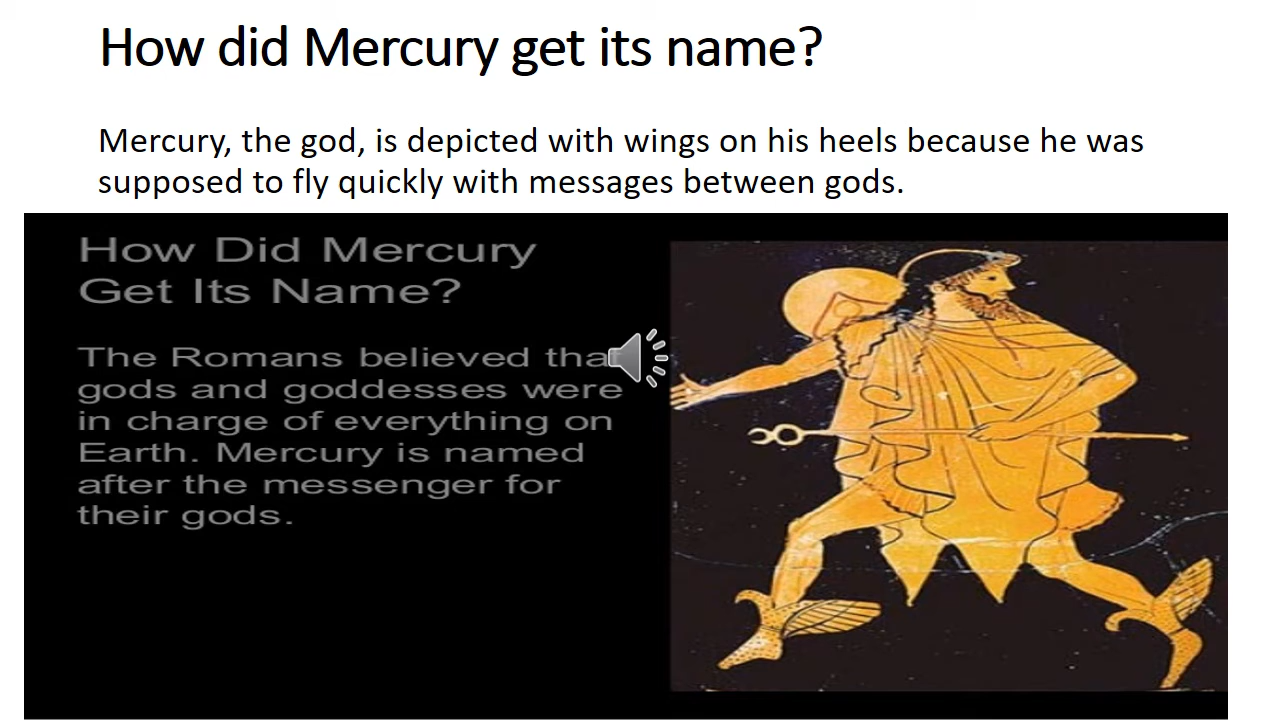 How did Mercury get its name?
Mercury, the god, is depicted with wings on his heels because he was
supposed to fly quickly with messages between gods.
How Did Mercury
Get Its Name?
The Romans believed that
gods and goddesses were
in charge of everything on
Earth. Mercury is named
after the messenger for
their gods.